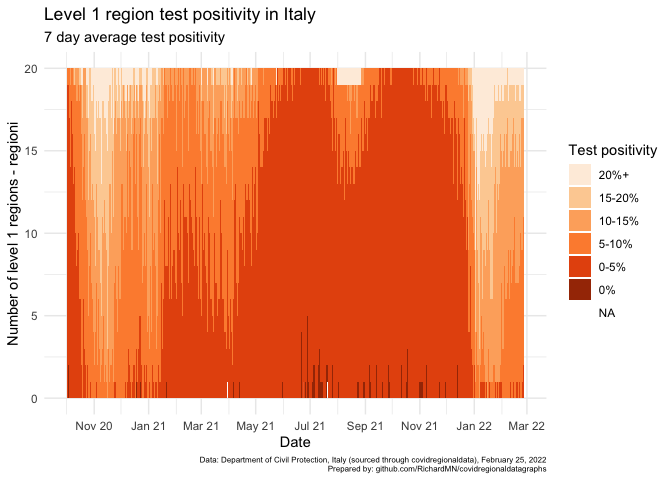 Level 1 region test positivity in Italy
7 day average test positivity
Number of level 1 regions - regioni
20
15
10
5
0
Nov 20 Jan 21 Mar 21 May 21 Jul 21 Sep 21 Nov 21 Jan 22 Mar 22
Date
Test positivity
20%+
15-20%
10-15%
5-10%
0-5%
0%
NA
Data: Department of Civil Protection, Italy (sourced through covidregionaldata), February 25, 2022
Prepared by: github.com/RichardMN/covidregionaldatagraphs